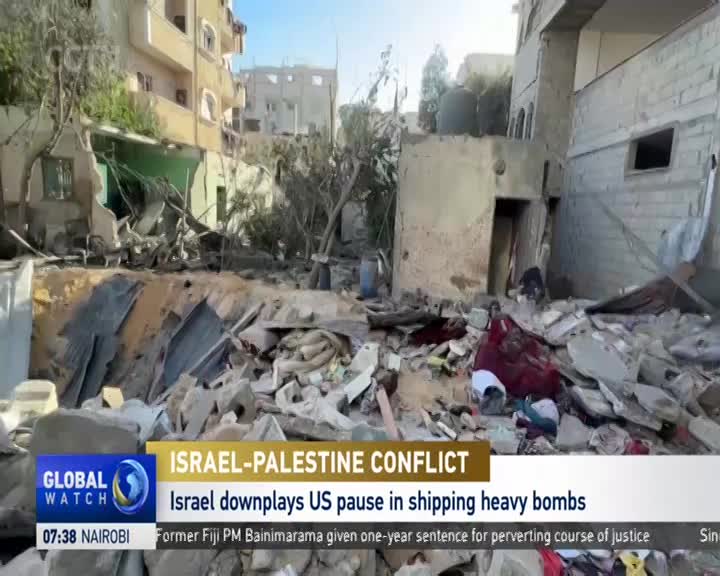 CGTN
ISRAEL-PALESTINE CONFLICT
GLOBAL
WATCH
Israel downplays US pause in shipping heavy bombs
07:38 NAIROBI
Former Fiji PM Bainimarama given one-year sentence for perverting course of justice